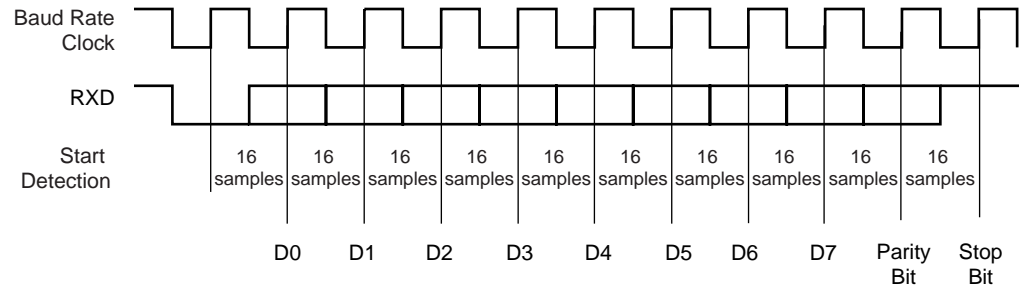 Baud Rate
Clock
RXD
Start
Detection
16 16 16 16 16 16 16 16 16 16
samples samples samples samples samples samples samples samples samples samples
D0 D1 D2 D3 D4 D5 D6 D7 Parity Stop
Bit Bit